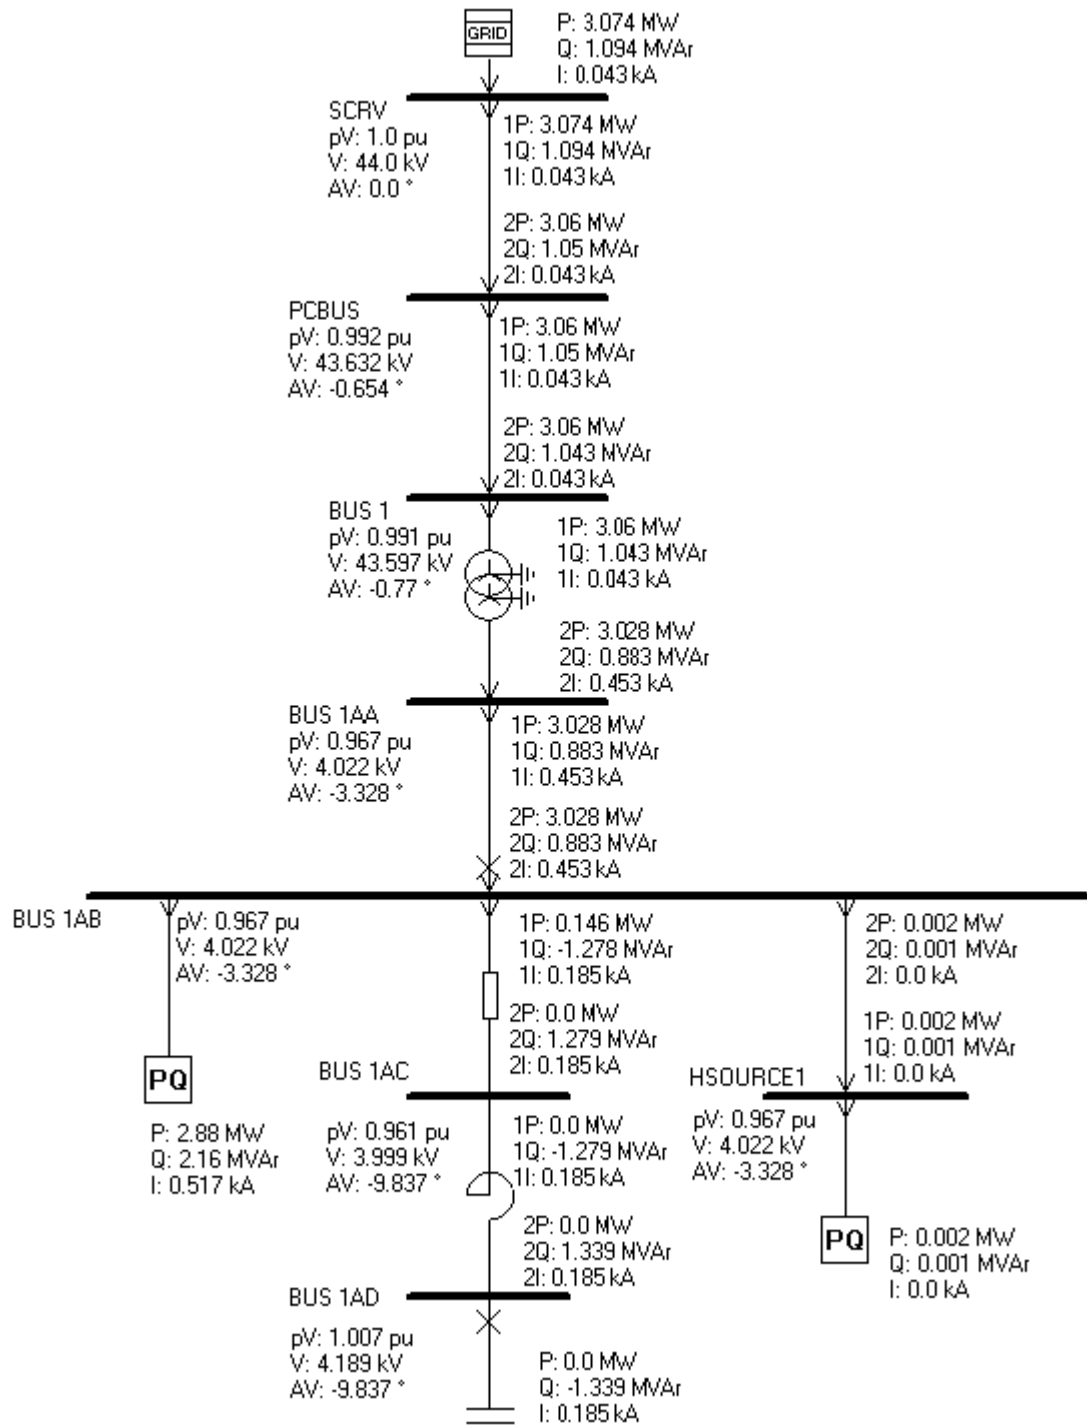 GRID
P: 3.074 MW
Q: 1.094 MVAr
I: 0.043 kA
SCRV
pV: 1.0 pu
V: 44.0 kV
AV: 0.0 °
1P: 3.074 MW
1Q: 1.094 MVAr
1I: 0.043 kA
2P: 3.06 MW
2Q: 1.05 MVAr
2I: 0.043 kA
PCBUS
pV: 0.992 pu
V: 43.632 kV
AV: -0.654 °
1P: 3.06 MW
1Q: 1.05 MVAr
1I: 0.043 kA
2P: 3.06 MW
2Q: 1.043 MVAr
2I: 0.043 kA
BUS 1
pV: 0.991 pu
V: 43.597 kV
AV: -0.77 °
1P: 3.06 MW
1Q: 1.043 MVAr
1I: 0.043 kA
2P: 3.028 MW
2Q: 0.883 MVAr
2I: 0.453 kA
BUS 1AA
pV: 0.967 pu
V: 4.022 kV
AV: -3.328 °
1P: 3.028 MW
1Q: 0.883 MVAr
1I: 0.453 kA
2P: 3.028 MW
2Q: 0.883 MVAr
2I: 0.453 kA
BUS 1AB
pV: 0.967 pu
V: 4.022 kV
AV: -3.328 °
PQ
P: 2.88 MW
Q: 2.16 MVAr
I: 0.517 kA
1P: 0.146 MW
1Q: -1.278 MVAr
1I: 0.185 kA
2P: 0.0 MW
2Q: 1.279 MVAr
2I: 0.185 kA
BUS 1AC
pV: 0.961 pu
V: 3.999 kV
AV: -9.837 °
1P: 0.0 MW
1Q: -1.279 MVAr
1I: 0.185 kA
2P: 0.0 MW
2Q: 1.339 MVAr
2I: 0.185 kA
BUS 1AD
pV: 1.007 pu
V: 4.189 kV
AV: -9.837 °
P: 0.0 MW
Q: -1.339 MVAr
I: 0.185 kA
2P: 0.002 MW
2Q: 0.001 MVAr
2I: 0.0 kA
1P: 0.002 MW
1Q: 0.001 MVAr
1I: 0.0 kA
HSOURCE1
pV: 0.967 pu
V: 4.022 kV
AV: -3.328 °
PQ
P: 0.002 MW
Q: 0.001 MVAr
I: 0.0 kA